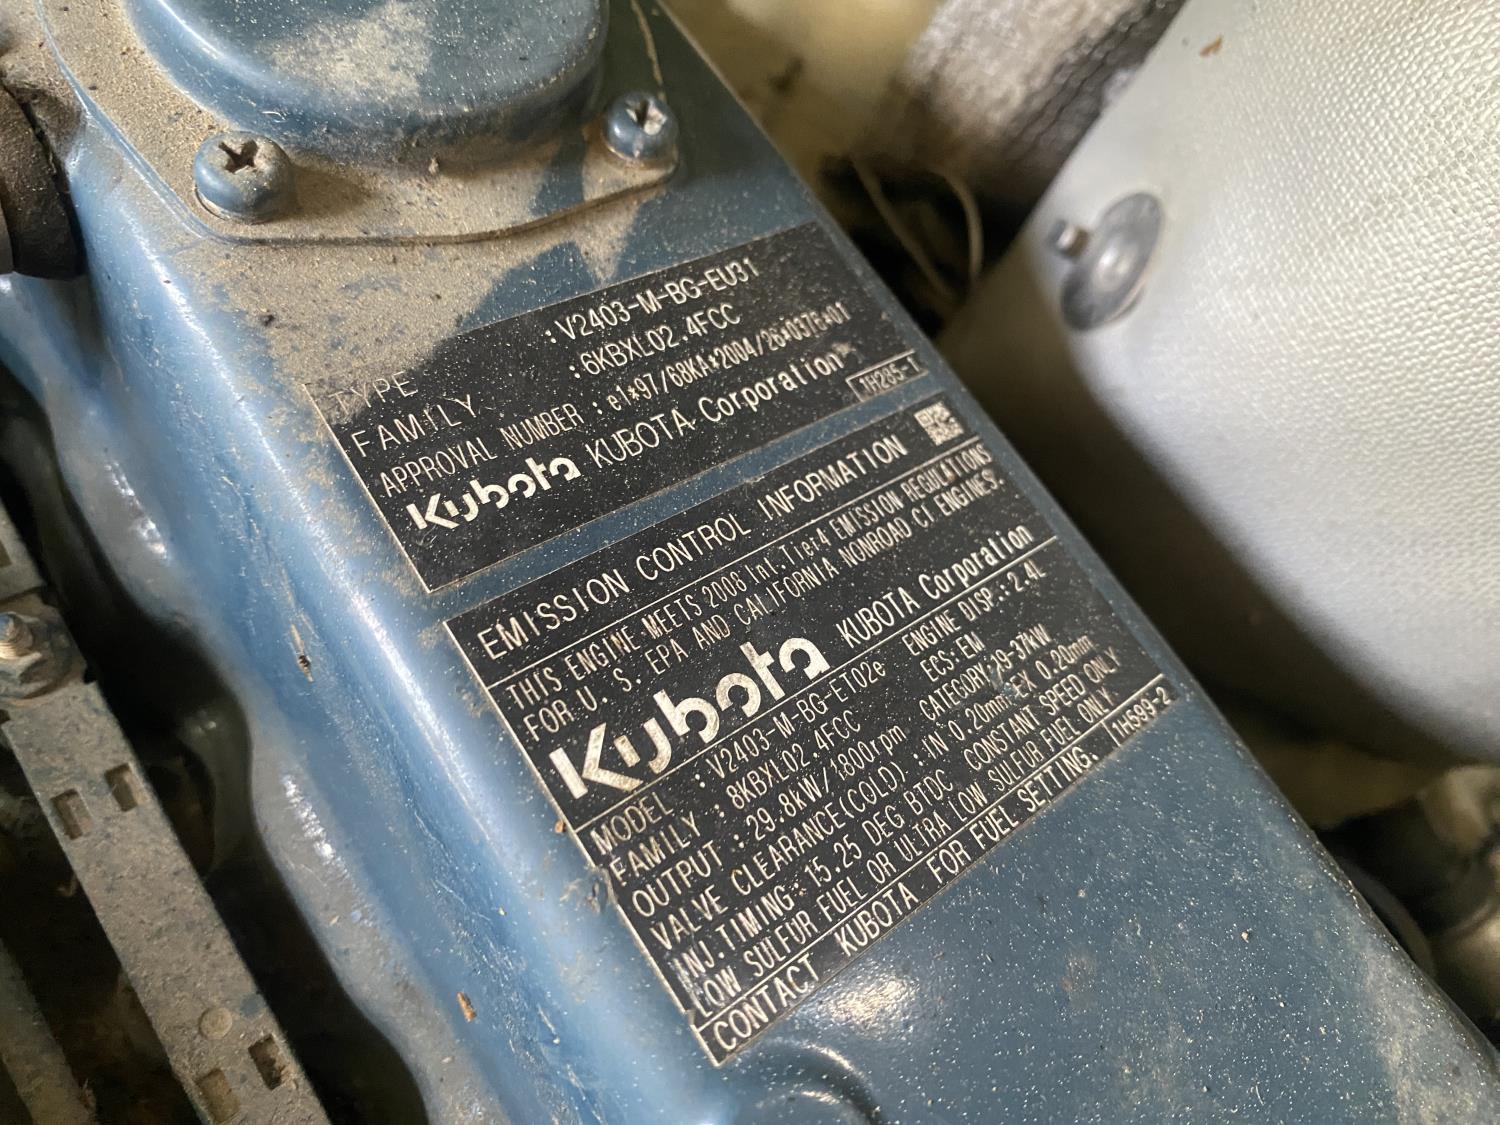 TYPE : V2403-M-BG-EU31
FAMILY : 6KBXL02.4FCC
APPROVAL NUMBER : e1*97/68KA*2004/26*0376*01
Kubota KUBOTA Corporation
1H285-1
EMISSION CONTROL INFORMATION
THIS ENGINE MEETS 2008 Int.Tier4 EMISSION REGULATIONS
FOR U. S. EPA AND CALIFORNIA NONROAD CI ENGINES.
Kubota KUBOTA Corporation
MODEL : V2403-M-BG-ET02e ENGINE DISP.: 2.4L
FAMILY : 8KBXL02.4FCC ECS: EM
OUTPUT : 29.8kW/1800rpm CATEGORY: 29-37kW
VALVE CLEARANCE(COLD) : IN 0.20mm EX 0.20mm
INJ.TIMING: 15.25 DEG BTDC CONSTANT SPEED ONLY
LOW SULFUR FUEL OR ULTRA LOW SULFUR FUEL ONLY
CONTACT KUBOTA FOR FUEL SETTING. 1H599-2